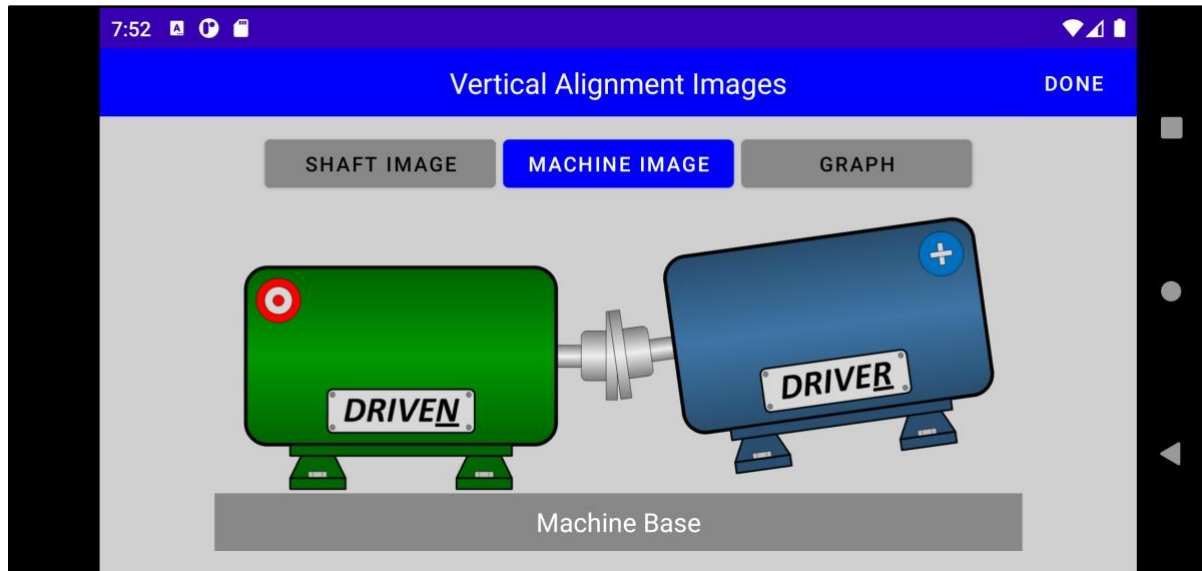 7:52
Vertical Alignment Images
DONE
SHAFT IMAGE
MACHINE IMAGE
GRAPH
DRIVEN
DRIVER
Machine Base